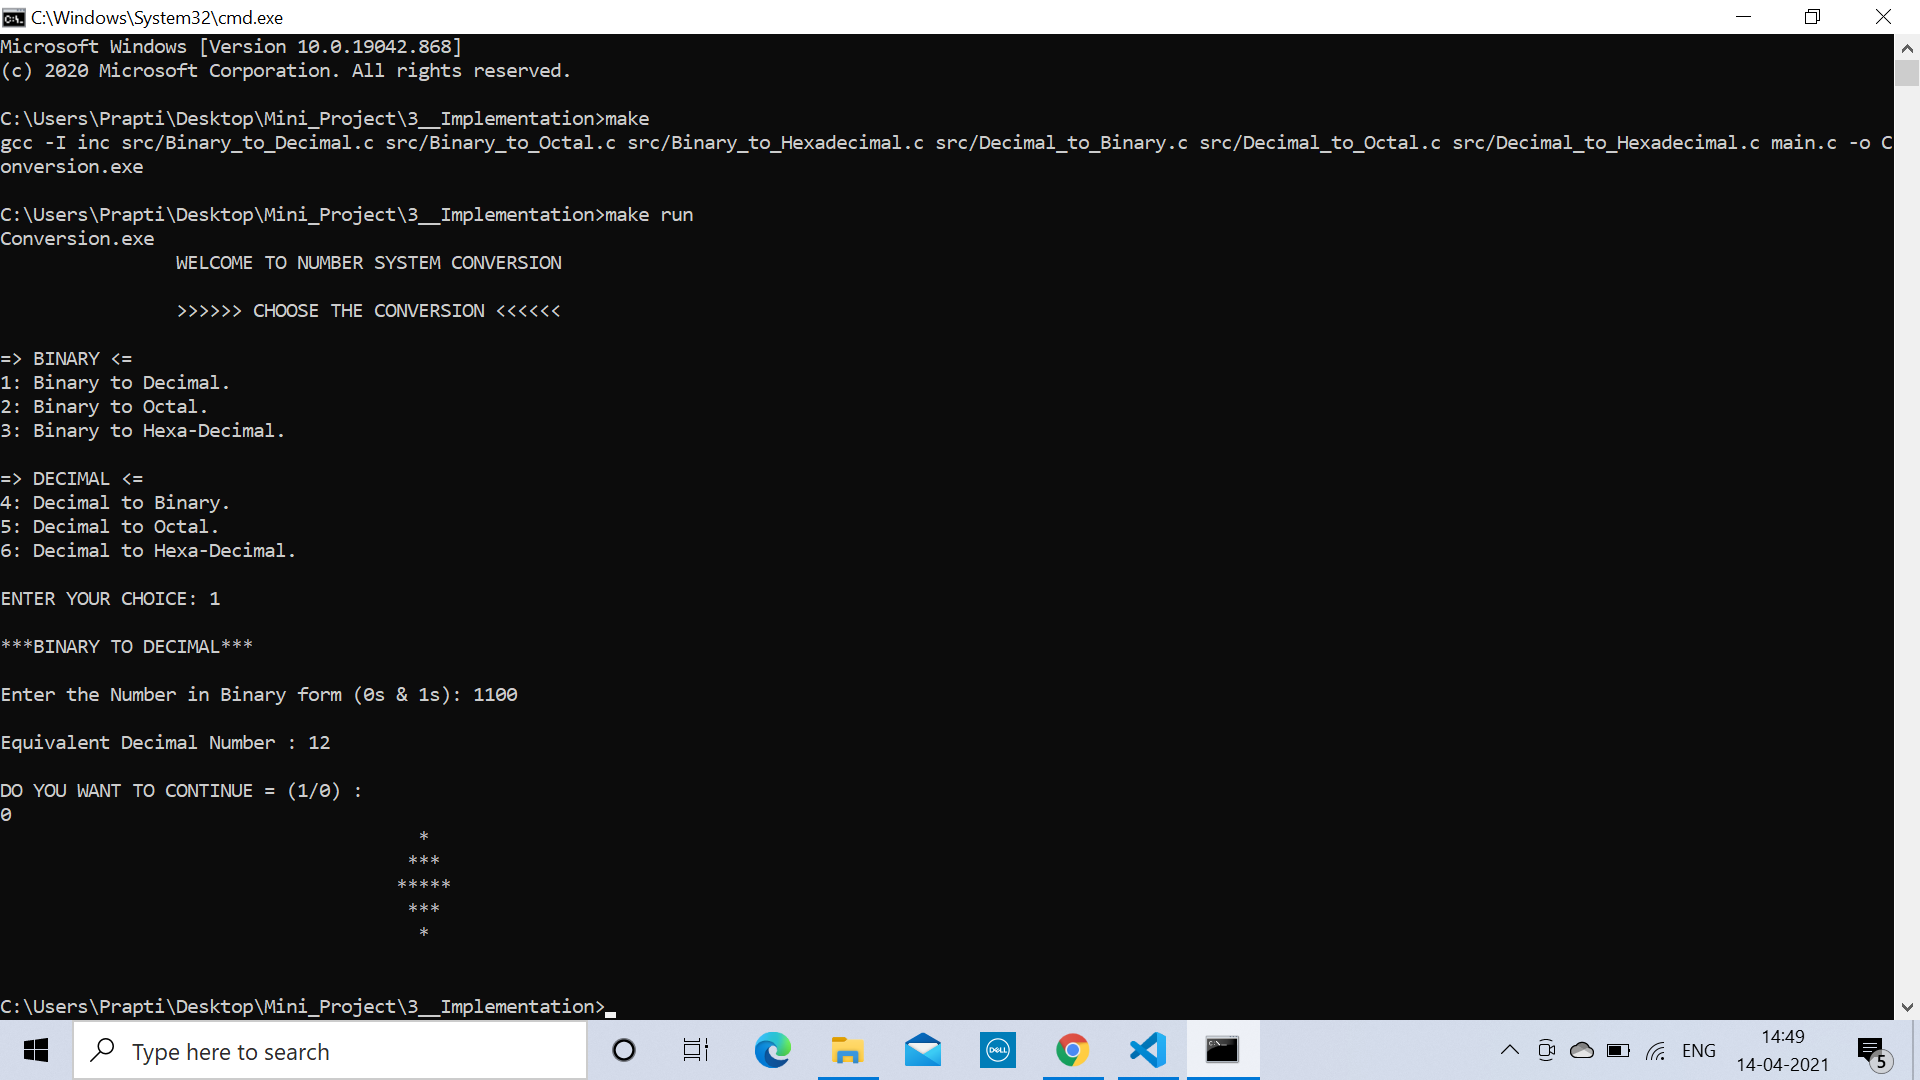 C:\Windows\System32\cmd.exe
Microsoft Windows [Version 10.0.19042.868]
(c) 2020 Microsoft Corporation. All rights reserved.
C:\Users\Prapti\Desktop\Mini_Project\3__Implementation>make
gcc -I inc src/Binary_to_Decimal.c src/Binary_to_Octal.c src/Binary_to_Hexadecimal.c src/Decimal_to_Binary.c src/Decimal_to_Octal.c src/Decimal_to_Hexadecimal.c main.c -o C
onversion.exe
C:\Users\Prapti\Desktop\Mini_Project\3__Implementation>make run
Conversion.exe
WELCOME TO NUMBER SYSTEM CONVERSION
>>>>>> CHOOSE THE CONVERSION <<<<<<
=> BINARY <=
1: Binary to Decimal.
2: Binary to Octal.
3: Binary to Hexa-Decimal.
=> DECIMAL <=
4: Decimal to Binary.
5: Decimal to Octal.
6: Decimal to Hexa-Decimal.
ENTER YOUR CHOICE: 1
***BINARY TO DECIMAL***
Enter the Number in Binary form (0s & 1s): 1100
Equivalent Decimal Number : 12
DO YOU WANT TO CONTINUE = (1/0) :
0
*
***
*****
***
*
C:\Users\Prapti\Desktop\Mini_Project\3__Implementation>
Type here to search
DELL
ENG
14:49
14-04-2021
5